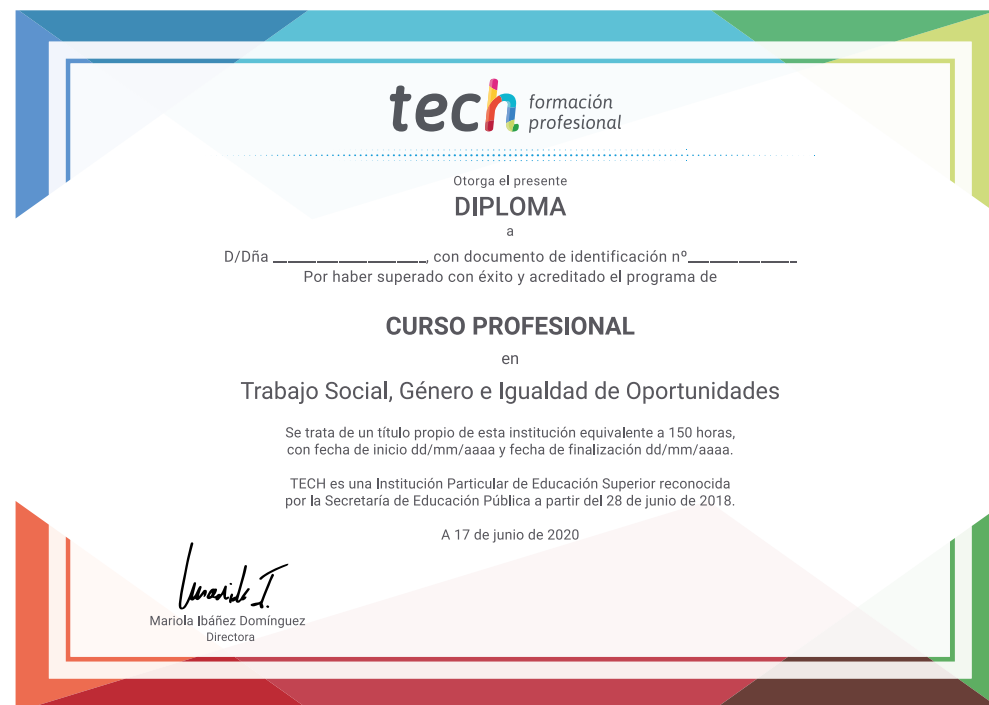 tech formación
profesional
Otorga el presente
DIPLOMA
a
D/Dña ____________________, con documento de identificación nº______________
Por haber superado con éxito y acreditado el programa de
CURSO PROFESIONAL
en
Trabajo Social, Género e Igualdad de Oportunidades
Se trata de un título propio de esta institución equivalente a 150 horas,
con fecha de inicio dd/mm/aaaa y fecha de finalización dd/mm/aaaa.
TECH es una Institución Particular de Educación Superior reconocida
por la Secretaría de Educación Pública a partir del 28 de junio de 2018.
A 17 de junio de 2020
Mariola Ibáñez Domínguez
Directora